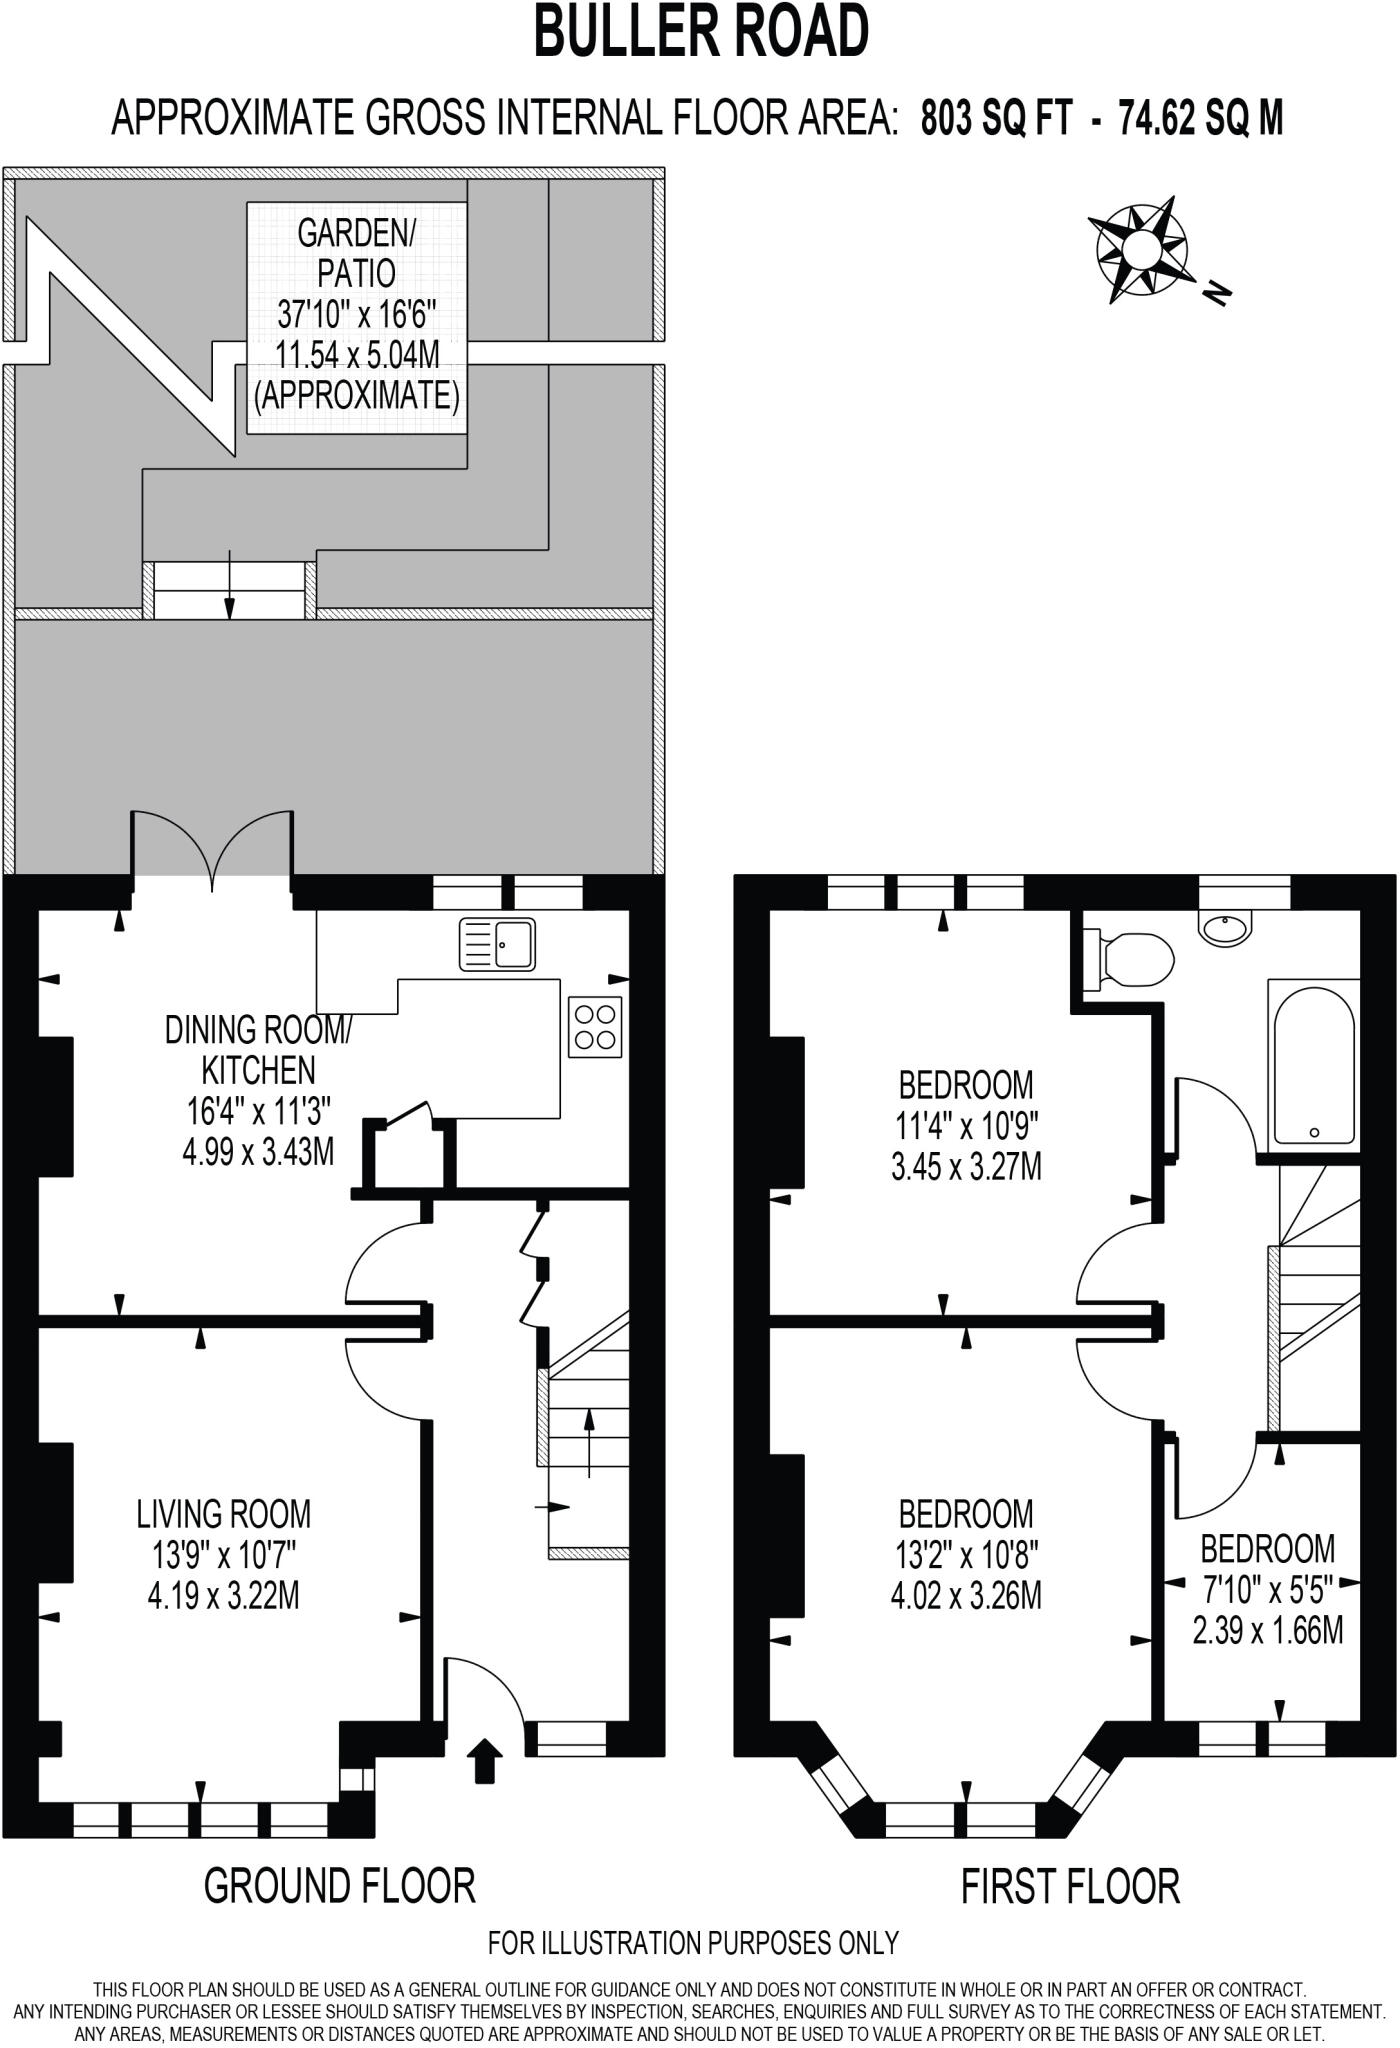 BULLER ROAD
APPROXIMATE GROSS INTERNAL FLOOR AREA: 803 SQ FT - 74.62 SQ M
GARDEN/
PATIO
37'10" x 16'6"
11.54 x 5.04M
(APPROXIMATE)
N
DINING ROOM/
KITCHEN
16'4" x 11'3"
4.99 x 3.43M
LIVING ROOM
13'9" x 10'7"
4.19 x 3.22M
GROUND FLOOR
BEDROOM
11'4" x 10'9"
3.45 x 3.27M
BEDROOM
13'2" x 10'8"
4.02 x 3.26M
BEDROOM
7'10" x 5'5"
2.39 x 1.66M
FIRST FLOOR
FOR ILLUSTRATION PURPOSES ONLY
THIS FLOOR PLAN SHOULD BE USED AS A GENERAL OUTLINE FOR GUIDANCE ONLY AND DOES NOT CONSTITUTE IN WHOLE OR IN PART AN OFFER OR CONTRACT.
ANY INTENDING PURCHASER OR LESSEE SHOULD SATISFY THEMSELVES BY INSPECTION, SEARCHES, ENQUIRIES AND FULL SURVEY AS TO THE CORRECTNESS OF EACH STATEMENT.
ANY AREAS, MEASUREMENTS OR DISTANCES QUOTED ARE APPROXIMATE AND SHOULD NOT BE USED TO VALUE A PROPERTY OR BE THE BASIS OF ANY SALE OR LET.